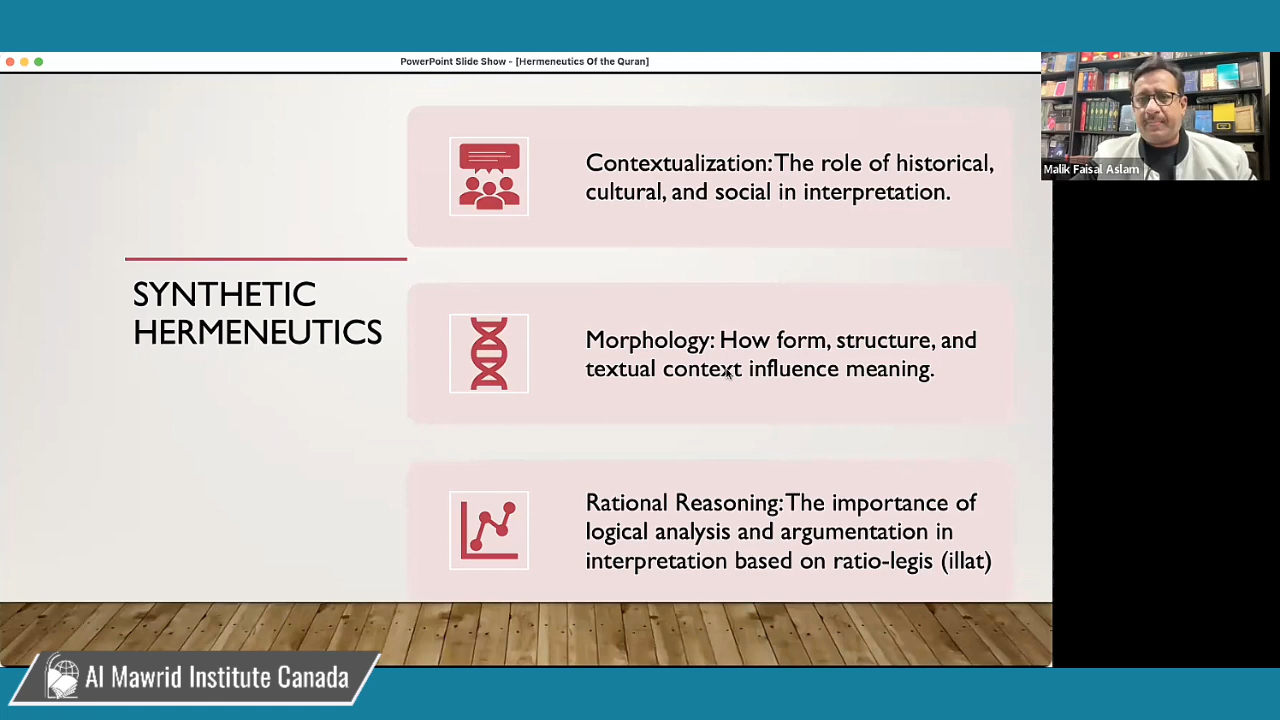 PowerPoint Slide Show - [Hermeneutics Of the Quran]
Malik Faisal Aslam
SYNTHETIC
HERMENEUTICS
Contextualization: The role of historical,
cultural, and social in interpretation.
Morphology: How form, structure, and
textual context influence meaning.
Rational Reasoning: The importance of
logical analysis and argumentation in
interpretation based on ratio-legis (illat)
Al Mawrid Institute Canada